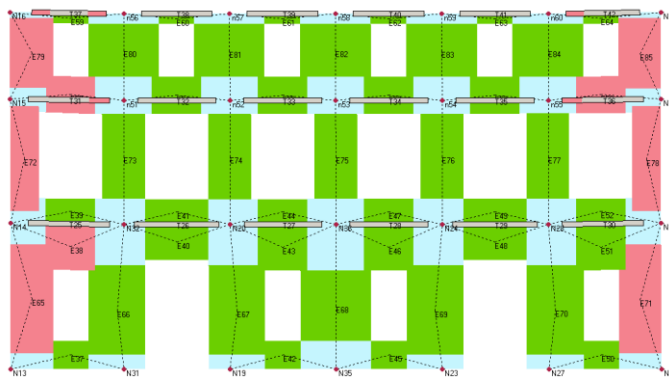 N16 T37 n56 T38 n57 T39 n58 T40 n59 T41 n60 T42 N
E59 E60 E61 E62 E63 E64
E79 E80 E81 E82 E83 E84 E85
N15 T31 n51 T32 n52 T33 n53 T34 n54 T35 n55 T36 N
E72 E73 E74 E75 E76 E77 E78
E39 E41 E44 E47 E49 E52
N14 T25 N32 T26 N20 T27 N36 T28 N24 T29 N28 T30 N
E38 E40 E43 E46 E48 E51
E65 E66 E67 E68 E69 E70 E71
E37 E42 E45 E50
N13 N31 N19 N35 N23 N27 N